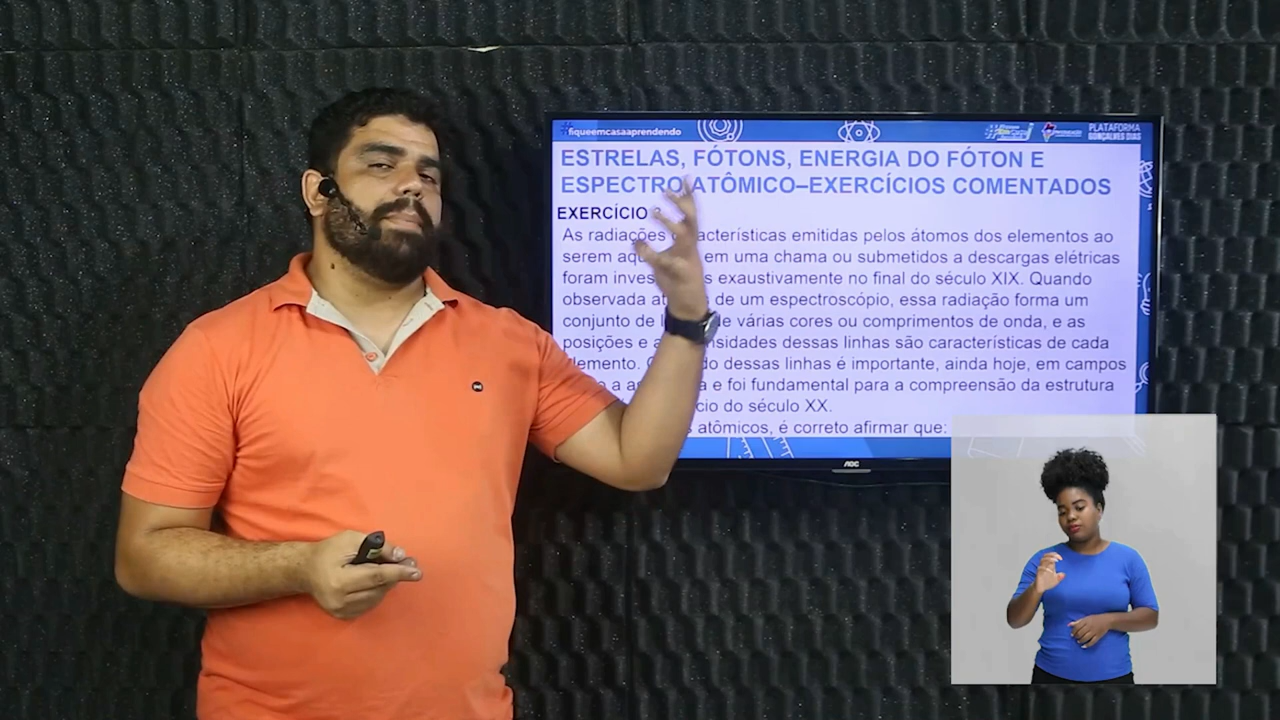 #fiqueemcasaaprendendo
PLATAFORMA
GONÇALVES DIAS
ESTRELAS, FÓTONS, ENERGIA DO FÓTON E
ESPECTRO ATÔMICO–EXERCÍCIOS COMENTADOS
EXERCÍCIO
As radiações características emitidas pelos átomos dos elementos ao
serem em uma chama ou submetidos a descargas elétricas
foram exaustivamente no final do século XIX. Quando
observada de um espectroscópio, essa radiação forma um
conjunto de de várias cores ou comprimentos de onda, e as
posições e dessas linhas são características de cada
elemento. dessas linhas é importante, ainda hoje, em campos
a e foi fundamental para a compreensão da estrutura
do século XX.
atômicos, é correto afirmar que:
AOC